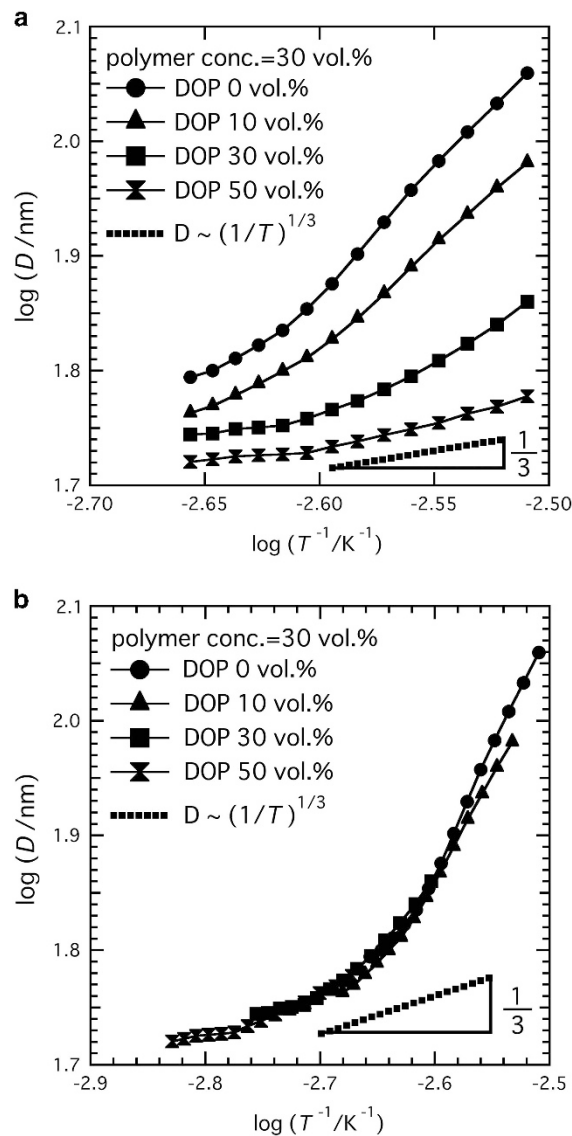 a
polymer conc.=30 vol.%
DOP 0 vol.%
DOP 10 vol.%
DOP 30 vol.%
DOP 50 vol.%
D ~ (1/T)^1/3
2.1
2.0
1.9
1.8
1.7
log (D /nm)
1/3
-2.70
-2.65
-2.60
-2.55
-2.50
log (T^-1/K^-1)
b
polymer conc.=30 vol.%
DOP 0 vol.%
DOP 10 vol.%
DOP 30 vol.%
DOP 50 vol.%
D ~ (1/T)^1/3
2.1
2.0
1.9
1.8
1.7
log (D /nm)
1/3
-2.9
-2.8
-2.7
-2.6
-2.5
log (T^-1/K^-1)